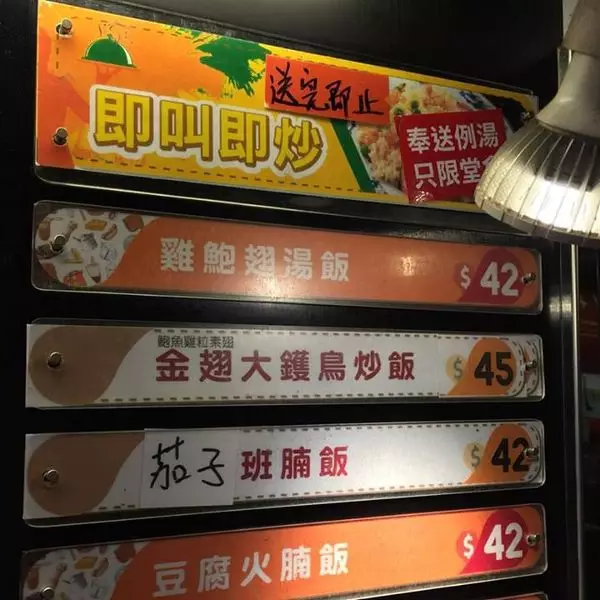 送完即止
即叫即炒
奉送例湯
只限堂食
雞鮑翅湯飯 $42
鮑魚雞粒素翅
金翅大鑊鳥炒飯 $45
茄子班腩飯 $42
豆腐火腩飯 $42